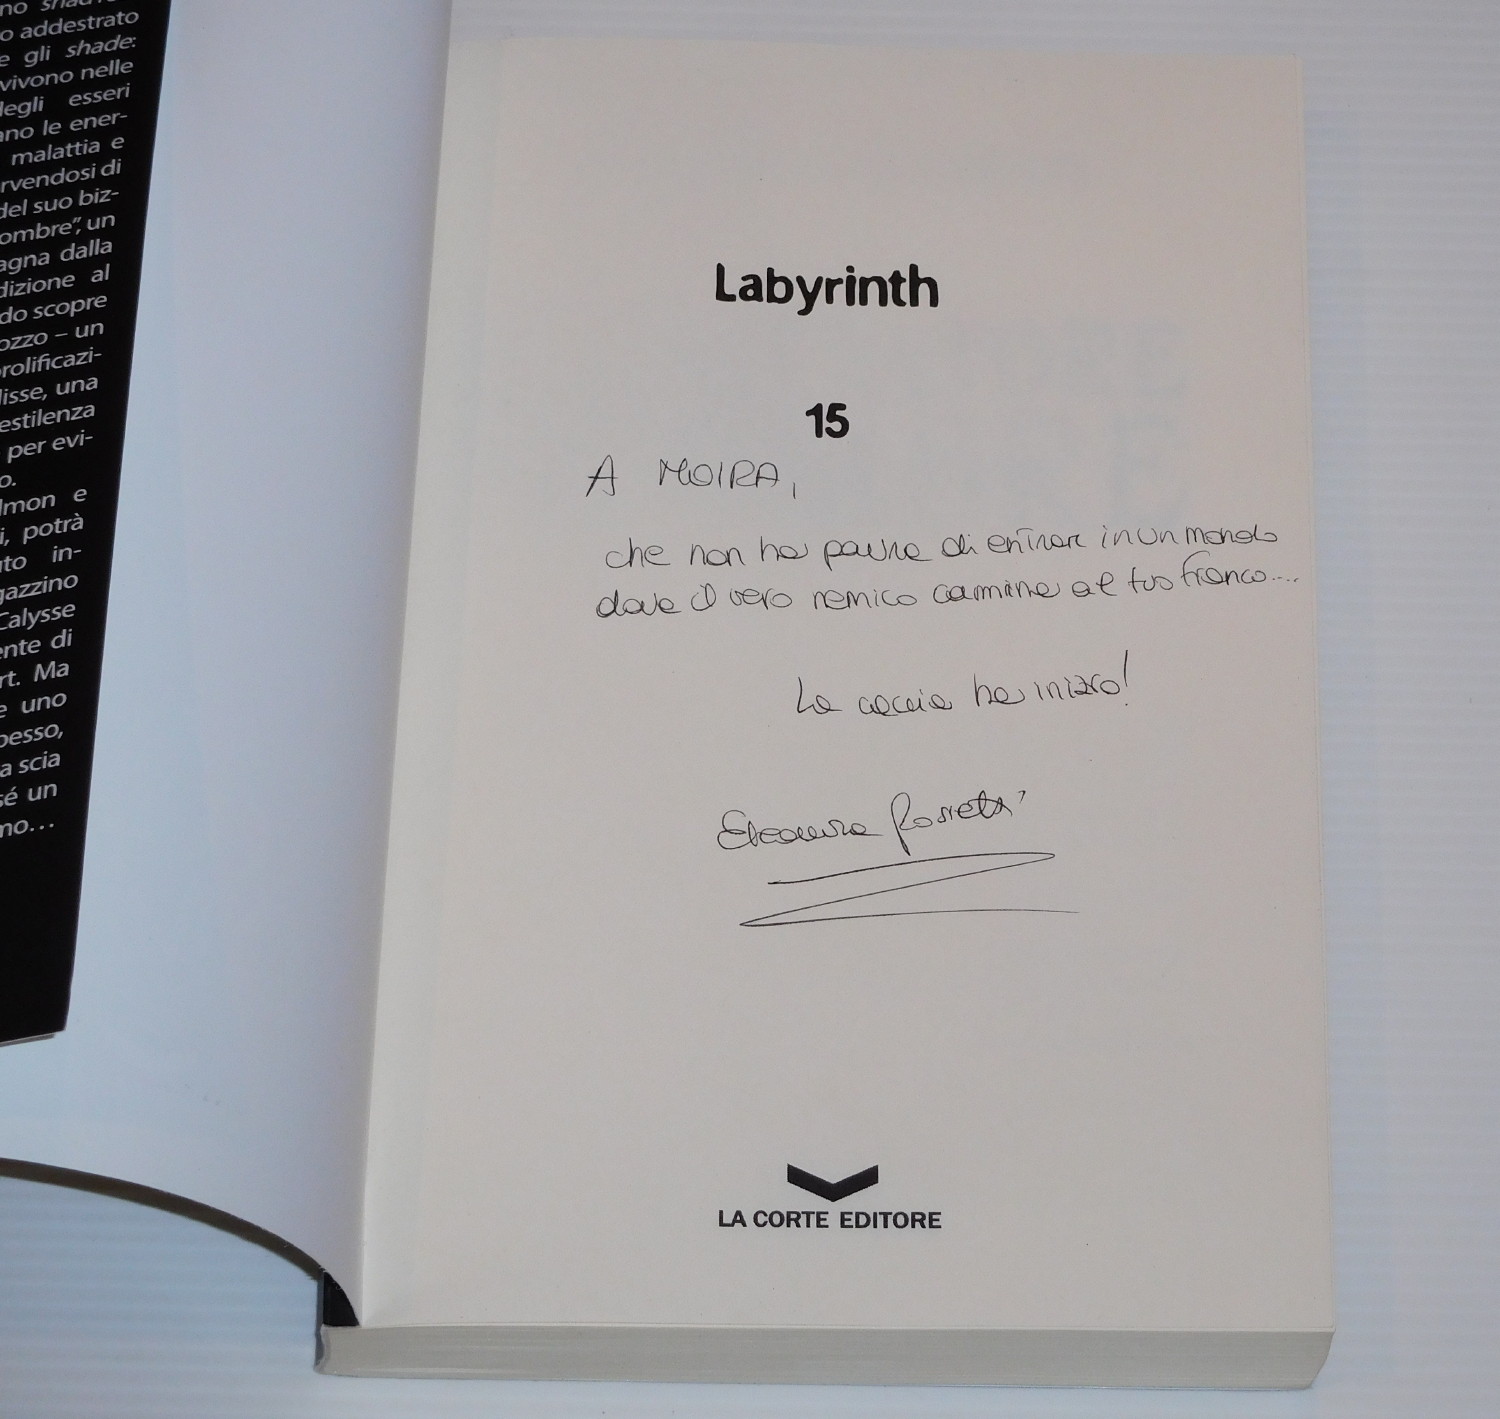 no
o addestrato
e gli shade:
vivono nelle
degli esseri
ano le ener-
malattia e
rvendosi di
del suo biz-
ombre”, un
agna dalla
dizione al
do scopre
ozzo – un
prolificazi-
lisse, una
estilenza
per evi-
o.
lmon e
i, potrà
uto in-
gazzino
Calysse
ente di
rt. Ma
e uno
pesso,
a scia
sé un
mo…
Labyrinth
15
A MOIRA,
che non ha paura di entrare in un mondo
dove il vero nemico cammina al tuo fianco....
La caccia ha inizio!
Eleonora
LA CORTE EDITORE